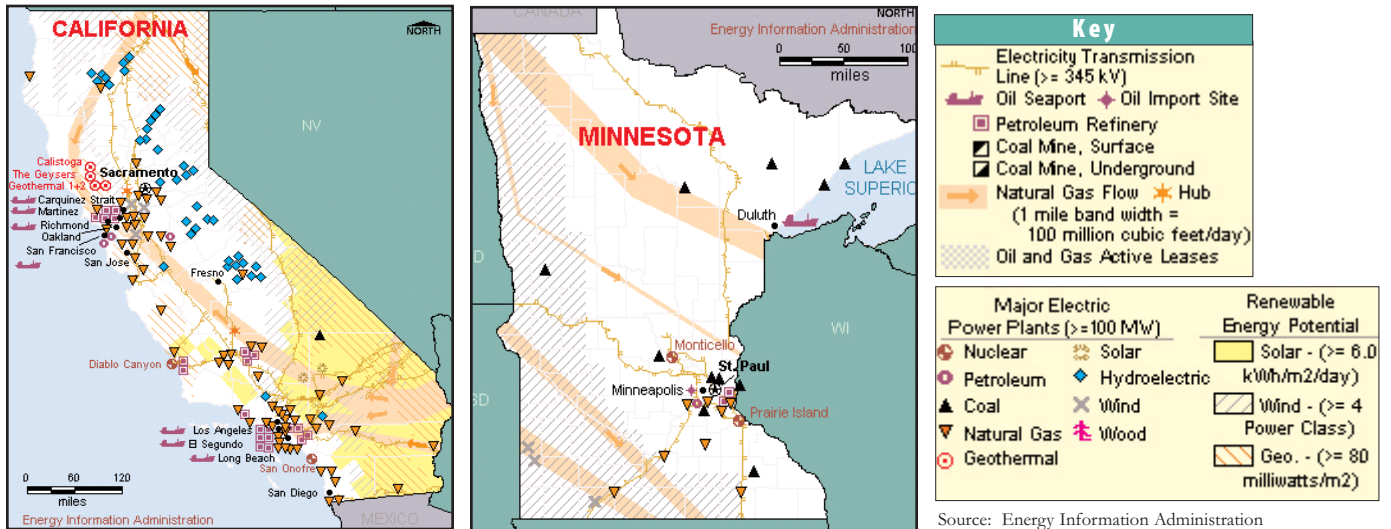 CALIFORNIA
NORTH
NV
Calistoga
The Geysers
Geothermal 1+2
Sacramento
Carquinez Strait
Martinez
Richmond
Oakland
San Francisco
San Jose
Fresno
Diablo Canyon
Los Angeles
El Segundo
Long Beach
San Onofre
San Diego
0 60 120
miles
MEXICO
Energy Information Administration
CANADA
NORTH
Energy Information Administration
0 50 100
miles
MINNESOTA
LAKE
SUPERIO
Duluth
D
WI
Monticello
St. Paul
Minneapolis
SD
Prairie Island
Key
Electricity Transmission
Line (>= 345 kV)
Oil Seaport Oil Import Site
Petroleum Refinery
Coal Mine, Surface
Coal Mine, Underground
Natural Gas Flow Hub
(1 mile band width =
100 million cubic feet/day)
Oil and Gas Active Leases
Major Electric
Power Plants (>=100 MW)
Nuclear Solar
Petroleum Hydroelectric
Coal Wind
Natural Gas Wood
Geothermal
Renewable
Energy Potential
Solar - (>= 6.0
kWh/m2/day)
Wind - (>= 4
Power Class)
Geo. - (>= 80
milliwatts/m2)
Source: Energy Information Administration